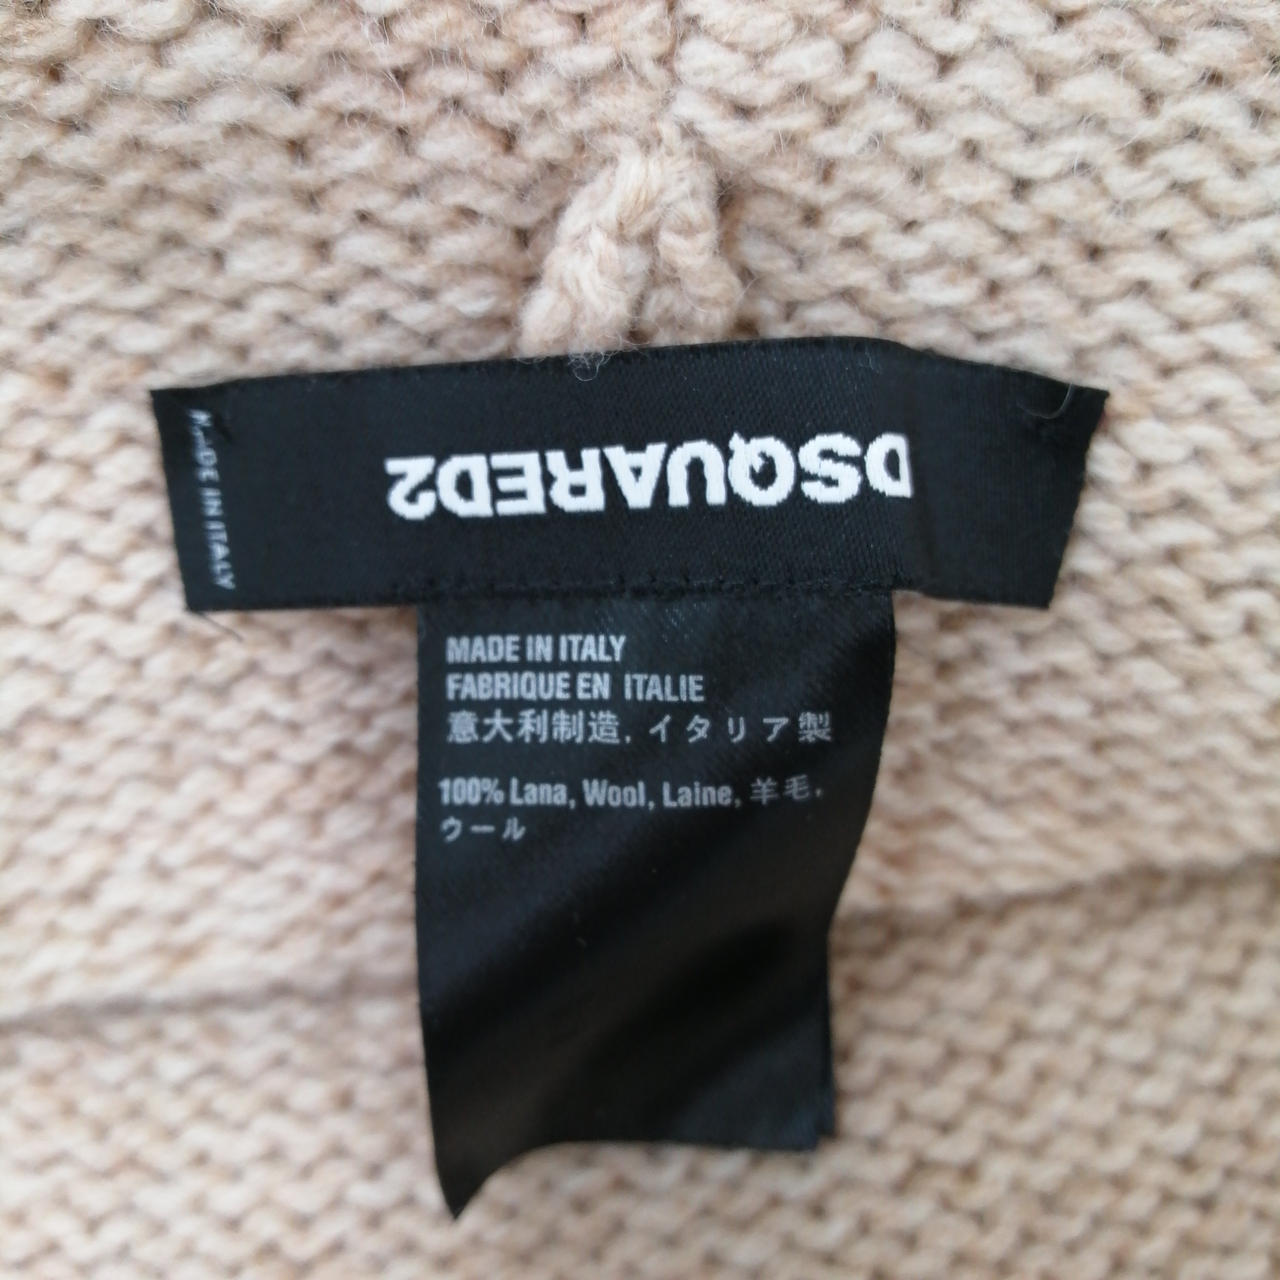 DSQUARED2
MADE IN ITALY
MADE IN ITALY
FABRIQUE EN ITALIE
意大利制造, イタリア製
100% Lana, Wool, Laine, 羊毛,
ウール